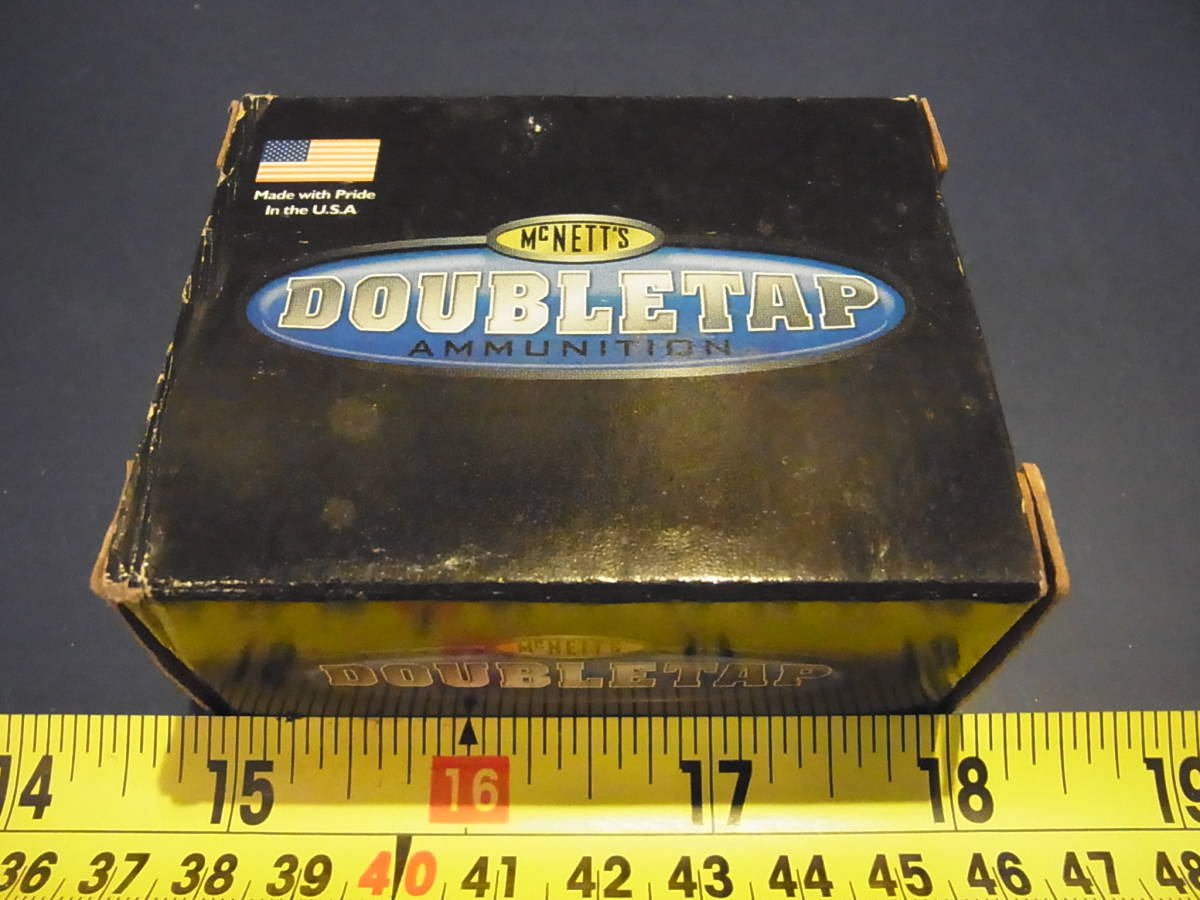 Made with Pride
In the U.S.A
McNETT'S
DOUBLETAP
AMMUNITION
McNETT'S
DOUBLETAP
14 15 16 17 18 19
36 37 38 39 40 41 42 43 44 45 46 47 48